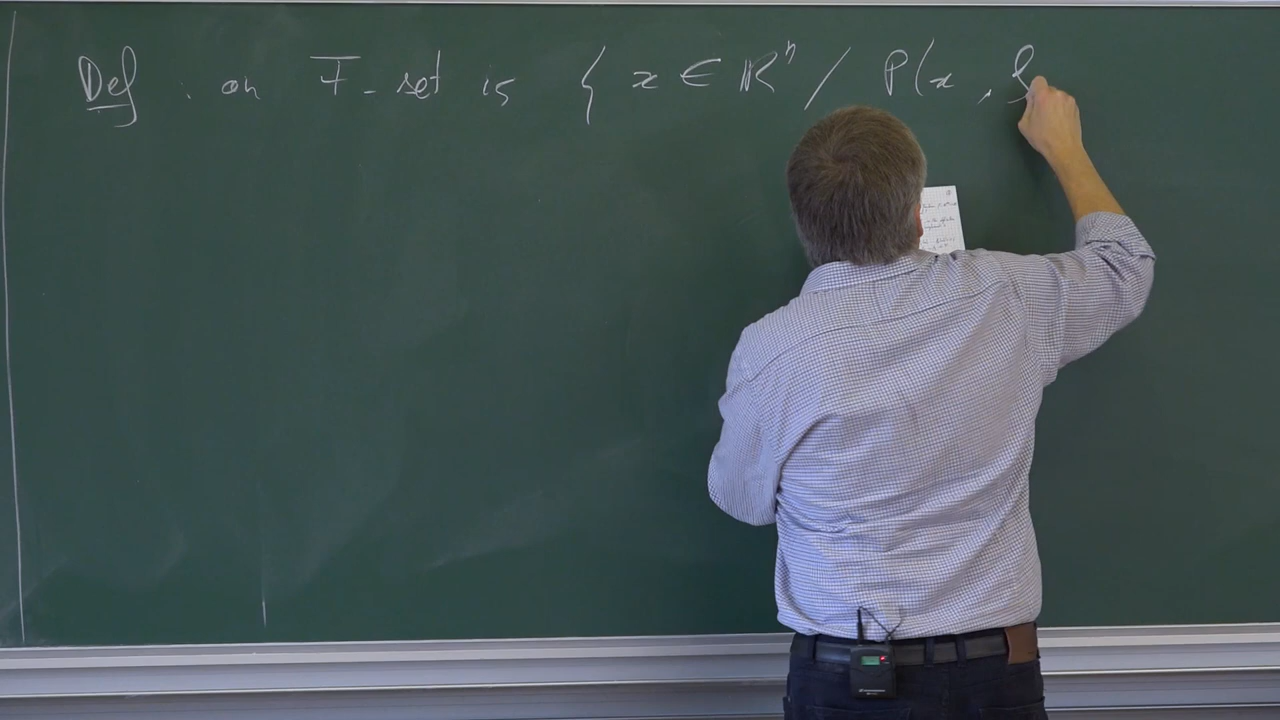 Def : an F-set is { x ∈ ℝⁿ / P(x, f